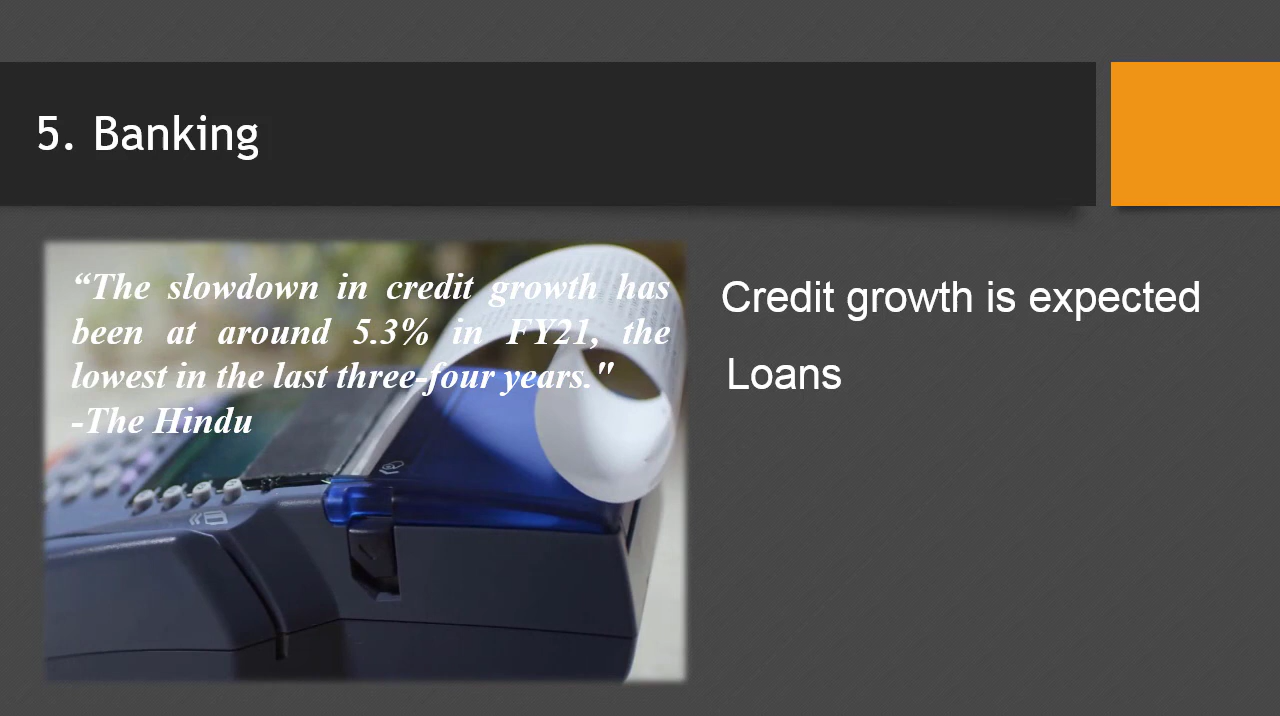 5. Banking
“The slowdown in credit growth has
been at around 5.3% in FY21, the
lowest in the last three-four years."
-The Hindu
Credit growth is expected
Loans